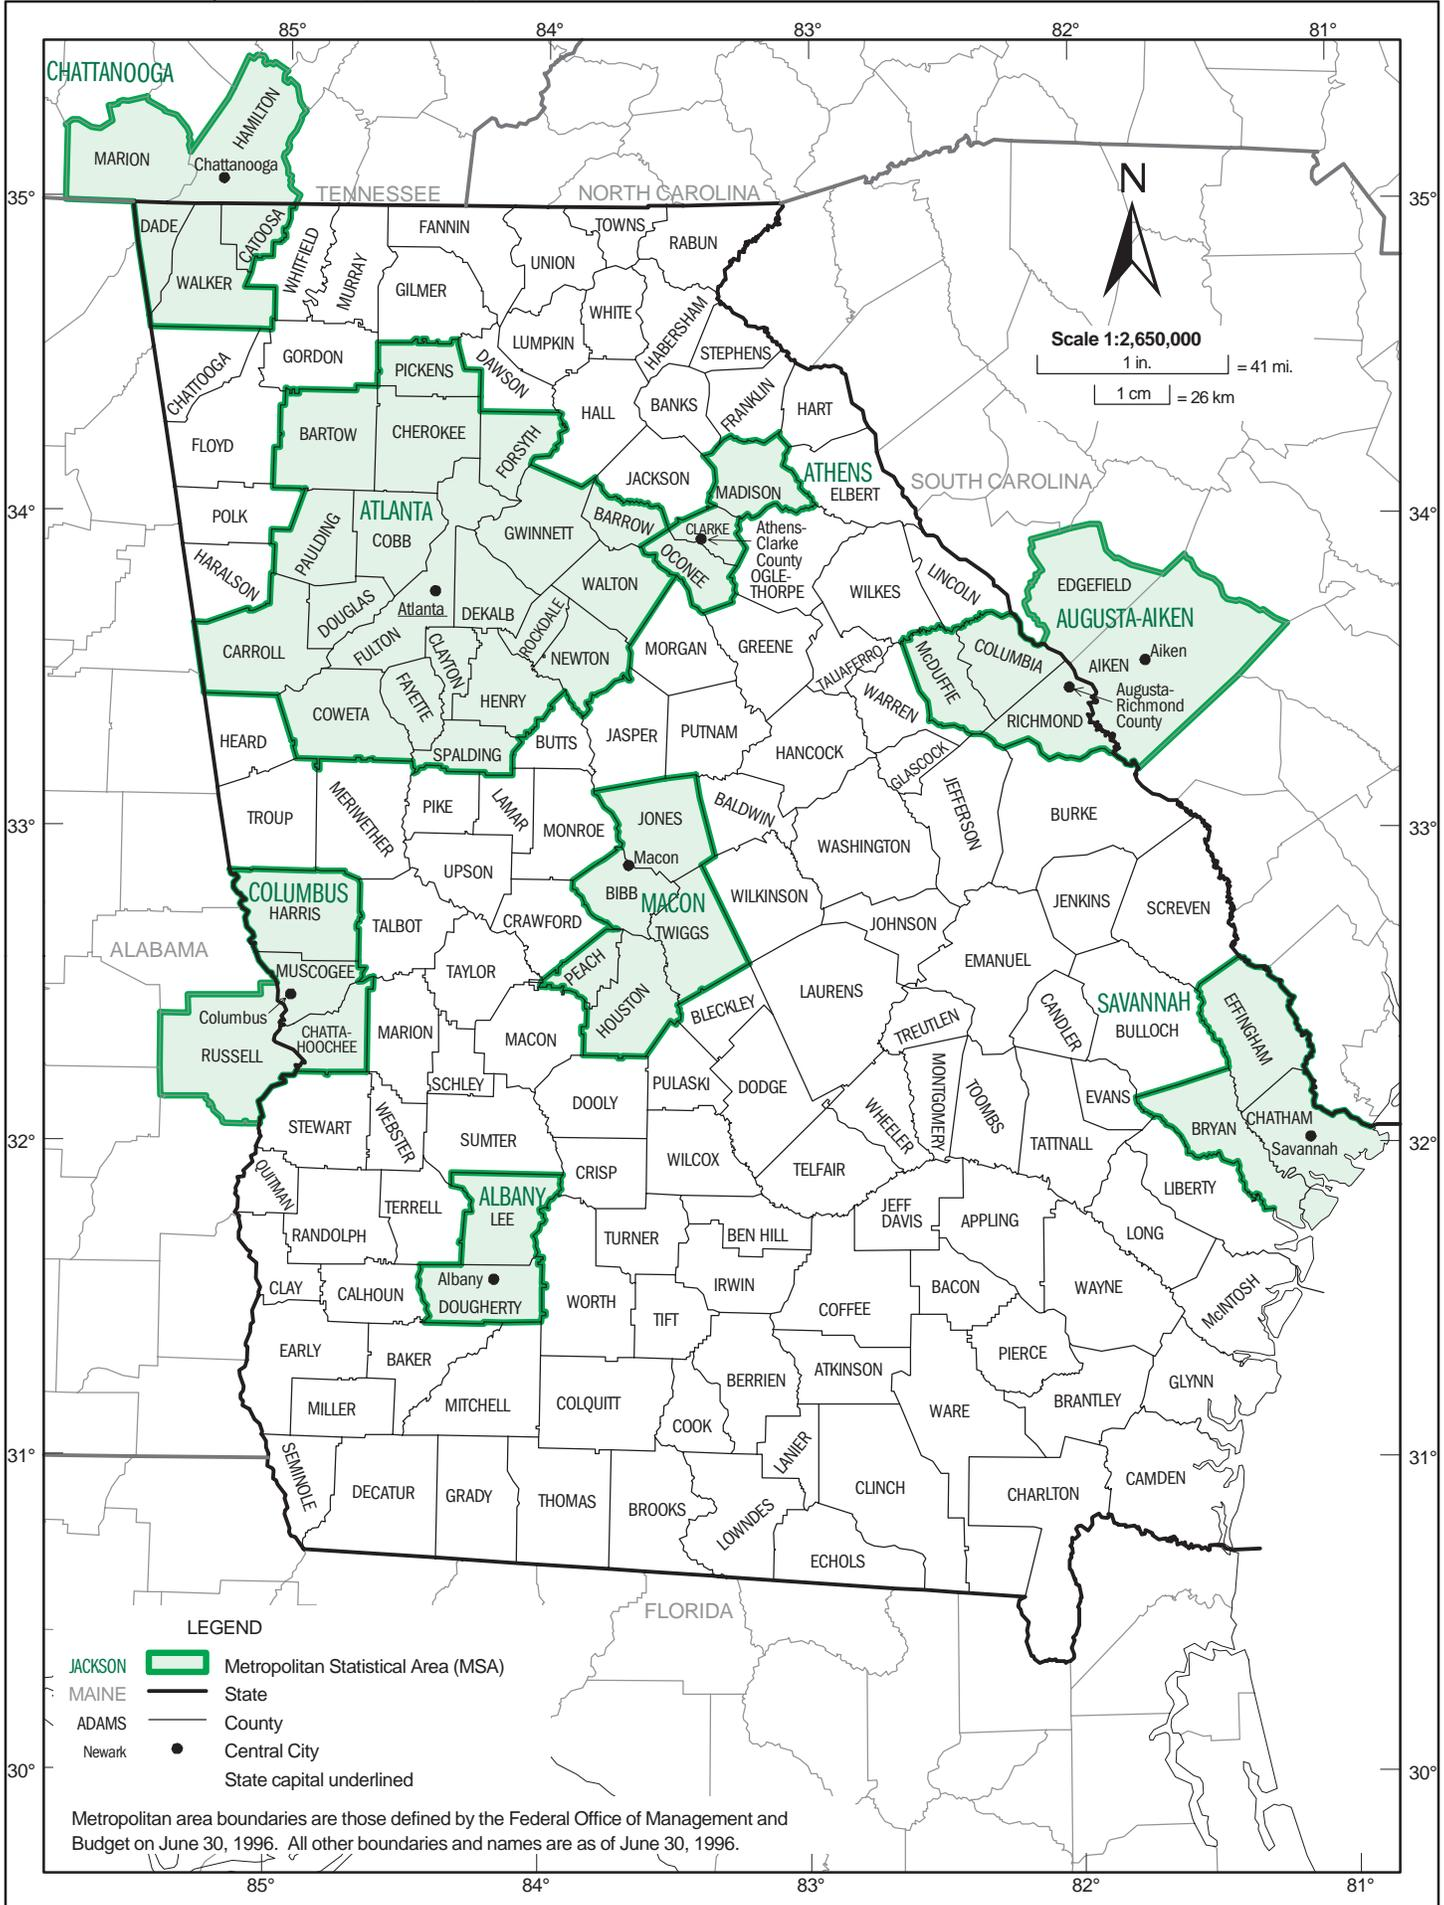 85°
84°
83°
82°
81°
CHATTANOOGA
HAMILTON
MARION
Chattanooga
N
35°
TENNESSEE
NORTH CAROLINA
35°
DADE
CATOOSA
WHITFIELD
MURRAY
FANNIN
TOWNS
RABUN
UNION
WALKER
GILMER
WHITE
HABERSHAM
LUMPKIN
STEPHENS
Scale 1:2,650,000
1 in.
= 41 mi.
1 cm
= 26 km
CHATTOOGA
GORDON
PICKENS
DAWSON
HALL
BANKS
FRANKLIN
HART
FLOYD
BARTOW
CHEROKEE
FORSYTH
JACKSON
MADISON
ATHENS
ELBERT
SOUTH CAROLINA
34°
34°
POLK
PAULDING
ATLANTA
COBB
GWINNETT
BARROW
CLARKE
OCONEE
Athens-
Clarke
County
OGLE-
THORPE
HARALSON
DOUGLAS
Atlanta
DEKALB
ROCKDALE
WALTON
WILKES
LINCOLN
EDGEFIELD
AUGUSTA-AIKEN
Aiken
AIKEN
Augusta-
Richmond
County
CARROLL
FULTON
CLAYTON
NEWTON
MORGAN
GREENE
TALIAFERRO
McDUFFIE
COLUMBIA
COWETA
FAYETTE
HENRY
WARREN
RICHMOND
HEARD
SPALDING
BUTTS
JASPER
PUTNAM
HANCOCK
GLASCOCK
JEFFERSON
BURKE
TROUP
MERIWETHER
PIKE
LAMAR
MONROE
JONES
BALDWIN
33°
33°
UPSON
Macon
BIBB
MACON
TWIGGS
WILKINSON
WASHINGTON
JENKINS
SCREVEN
COLUMBUS
HARRIS
TALBOT
CRAWFORD
JOHNSON
ALABAMA
MUSCOGEE
TAYLOR
PEACH
HOUSTON
EMANUEL
Columbus
CHATTA-
HOOCHEE
MARION
MACON
BLECKLEY
LAURENS
TREUTLEN
CANDLER
SAVANNAH
BULLOCH
EFFINGHAM
RUSSELL
SCHLEY
DOOLY
PULASKI
DODGE
WHEELER
MONTGOMERY
TOOMBS
EVANS
STEWART
WEBSTER
SUMTER
TATTNALL
BRYAN
CHATHAM
Savannah
32°
32°
QUITMAN
CRISP
WILCOX
TELFAIR
LIBERTY
TERRELL
ALBANY
LEE
RANDOLPH
TURNER
BEN HILL
JEFF
DAVIS
APPLING
LONG
CLAY
CALHOUN
Albany
DOUGHERTY
WORTH
TIFT
IRWIN
COFFEE
BACON
WAYNE
McINTOSH
EARLY
BAKER
PIERCE
BERRIEN
ATKINSON
MILLER
MITCHELL
COLQUITT
COOK
WARE
BRANTLEY
GLYNN
31°
31°
SEMINOLE
DECATUR
GRADY
THOMAS
BROOKS
LOWNDES
LANIER
CLINCH
ECHOLS
CHARLTON
CAMDEN
FLORIDA
LEGEND
JACKSON
Metropolitan Statistical Area (MSA)
MAINE
State
ADAMS
County
Newark
Central City
State capital underlined
30°
30°
Metropolitan area boundaries are those defined by the Federal Office of Management and
Budget on June 30, 1996. All other boundaries and names are as of June 30, 1996.
85°
84°
83°
82°
81°